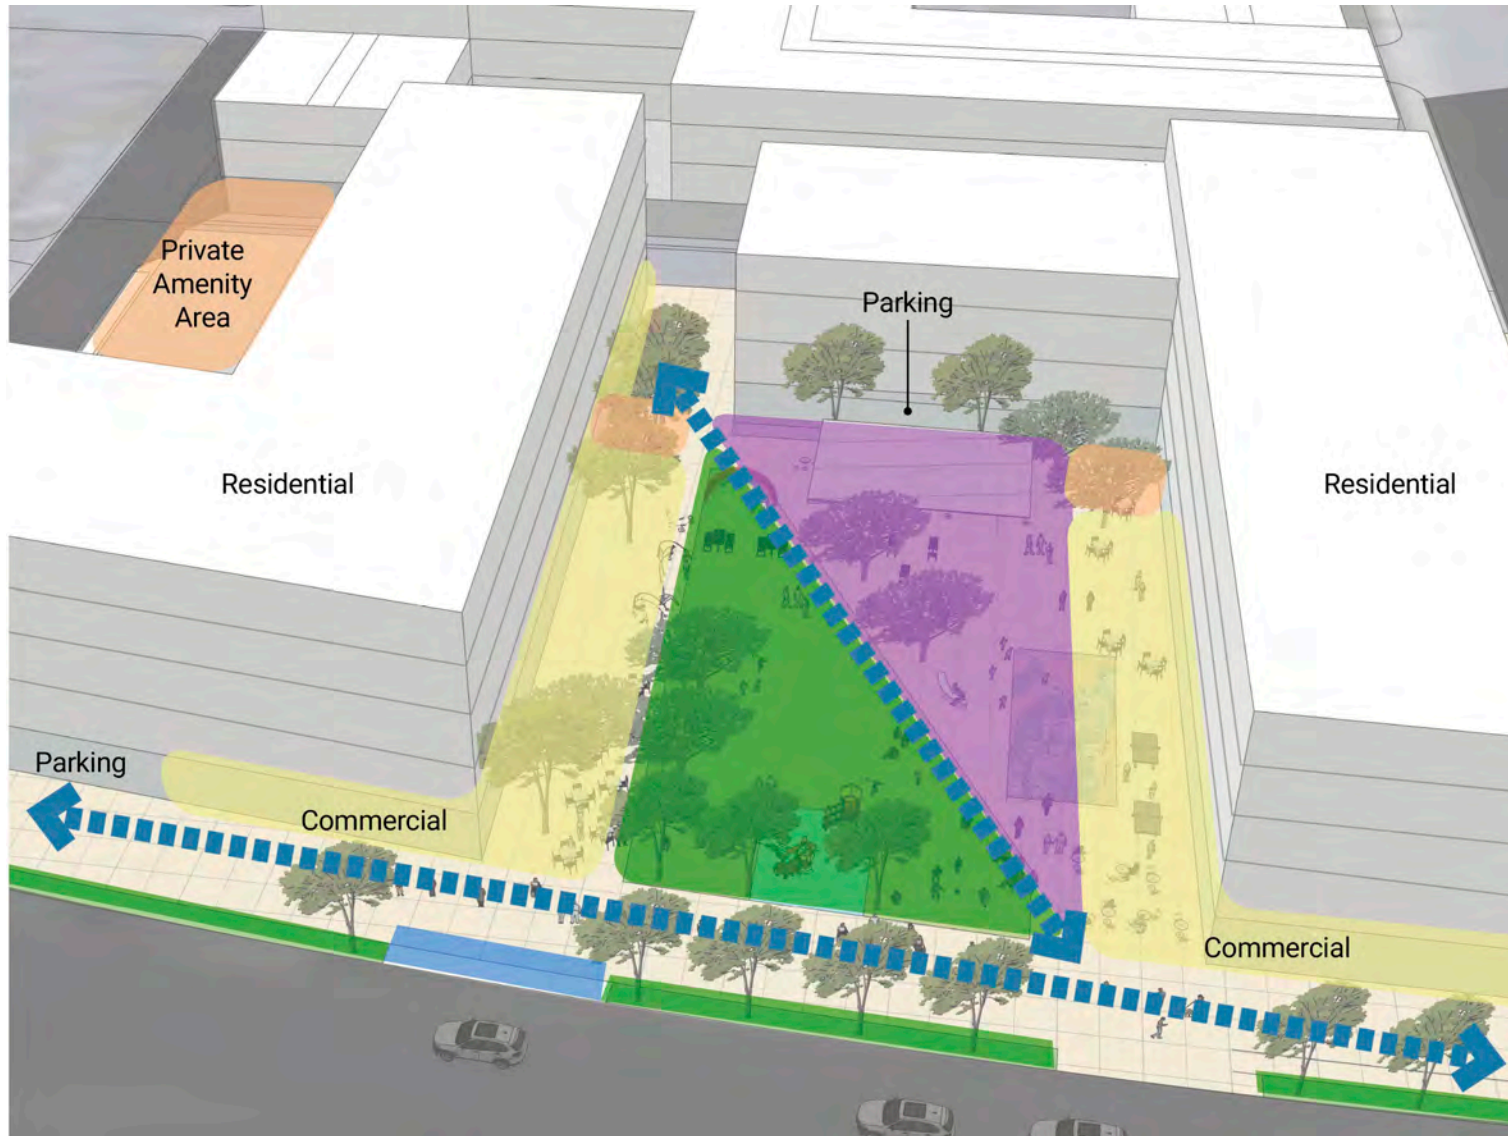 Private
Amenity
Area
Parking
Residential
Residential
Parking
Commercial
Commercial